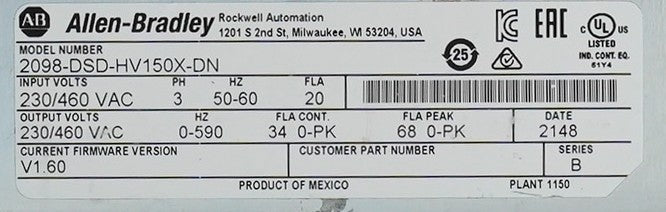 AB Allen-Bradley Rockwell Automation
1201 S 2nd St, Milwaukee, WI 53204, USA
EAC
c UL US
LISTED
IND. CONT. EQ.
61Y4
25
MODEL NUMBER
2098-DSD-HV150X-DN
INPUT VOLTS PH HZ FLA
230/460 VAC 3 50-60 20
OUTPUT VOLTS HZ FLA CONT. FLA PEAK DATE
230/460 VAC 0-590 34 0-PK 68 0-PK 2148
CURRENT FIRMWARE VERSION CUSTOMER PART NUMBER SERIES
V1.60 B
PRODUCT OF MEXICO PLANT 1150